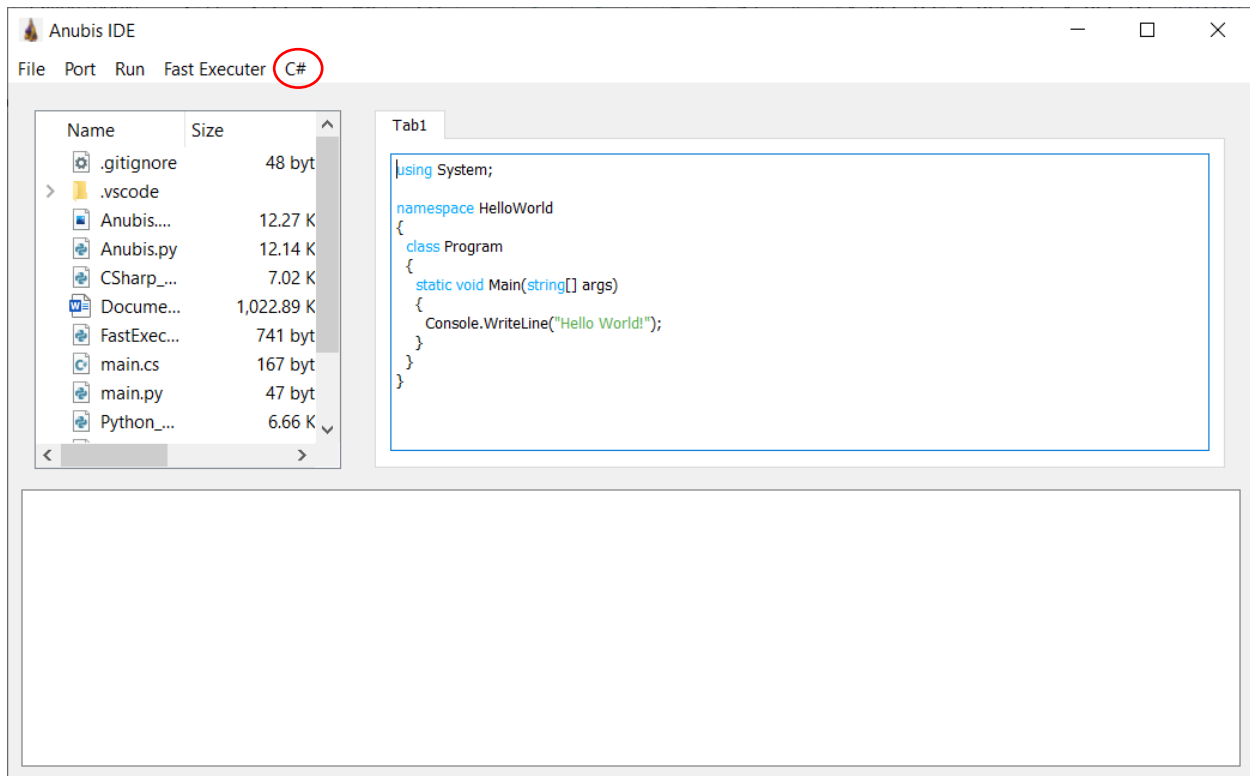 Anubis IDE
File Port Run Fast Executer C#
Name Size
.gitignore 48 byt
.vscode
Anubis.... 12.27 K
Anubis.py 12.14 K
CSharp_... 7.02 K
Docume... 1,022.89 K
FastExec... 741 byt
main.cs 167 byt
main.py 47 byt
Python_... 6.66 K
Tab1
using System;
namespace HelloWorld
{
class Program
{
static void Main(string[] args)
{
Console.WriteLine("Hello World!");
}
}
}